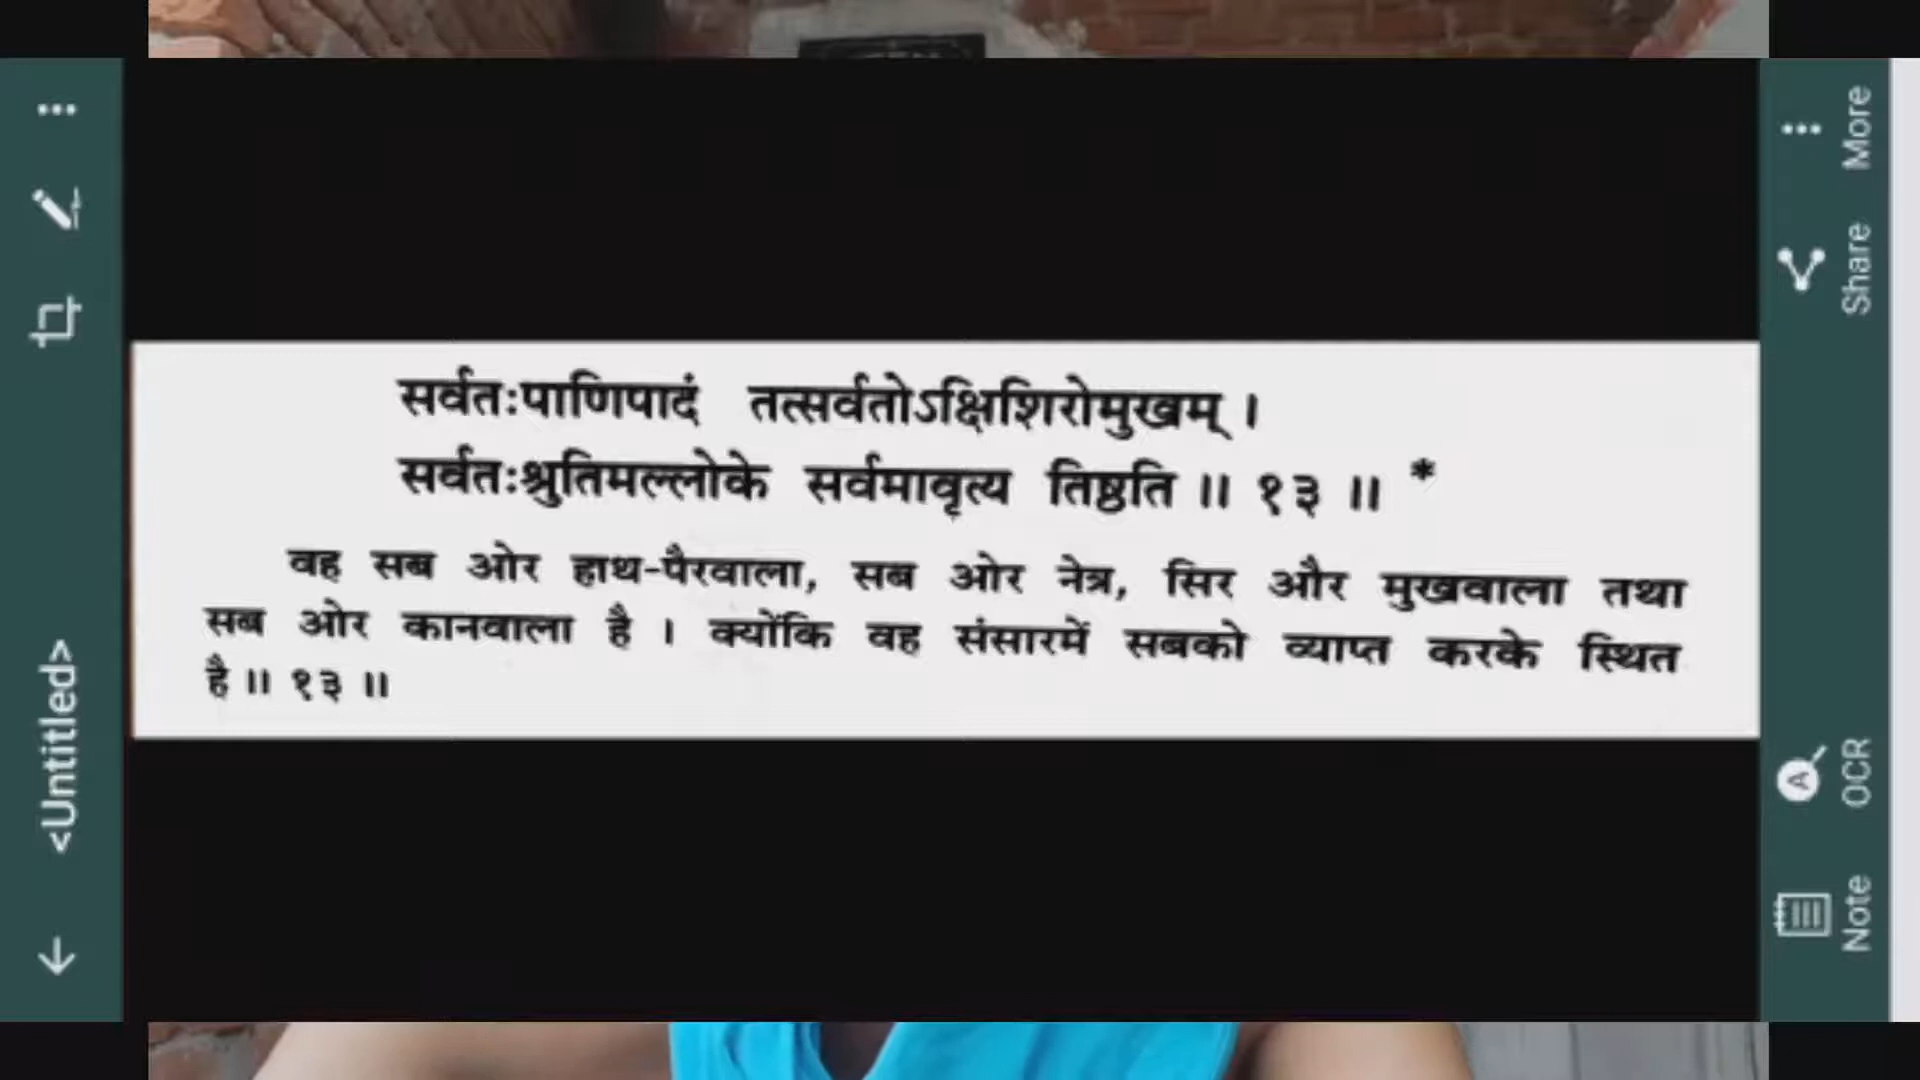 सर्वतःपाणिपादं तत्सर्वतोऽक्षिशिरोमुखम् ।
सर्वतःश्रुतिमल्लोके सर्वमावृत्य तिष्ठति ॥ १३ ॥ *
वह सब ओर हाथ-पैरवाला, सब ओर नेत्र, सिर और मुखवाला तथा
सब ओर कानवाला है । क्योंकि वह संसारमें सबको व्याप्त करके स्थित
है ॥ १३ ॥
<Untitled>
More
Share
OCR
Note